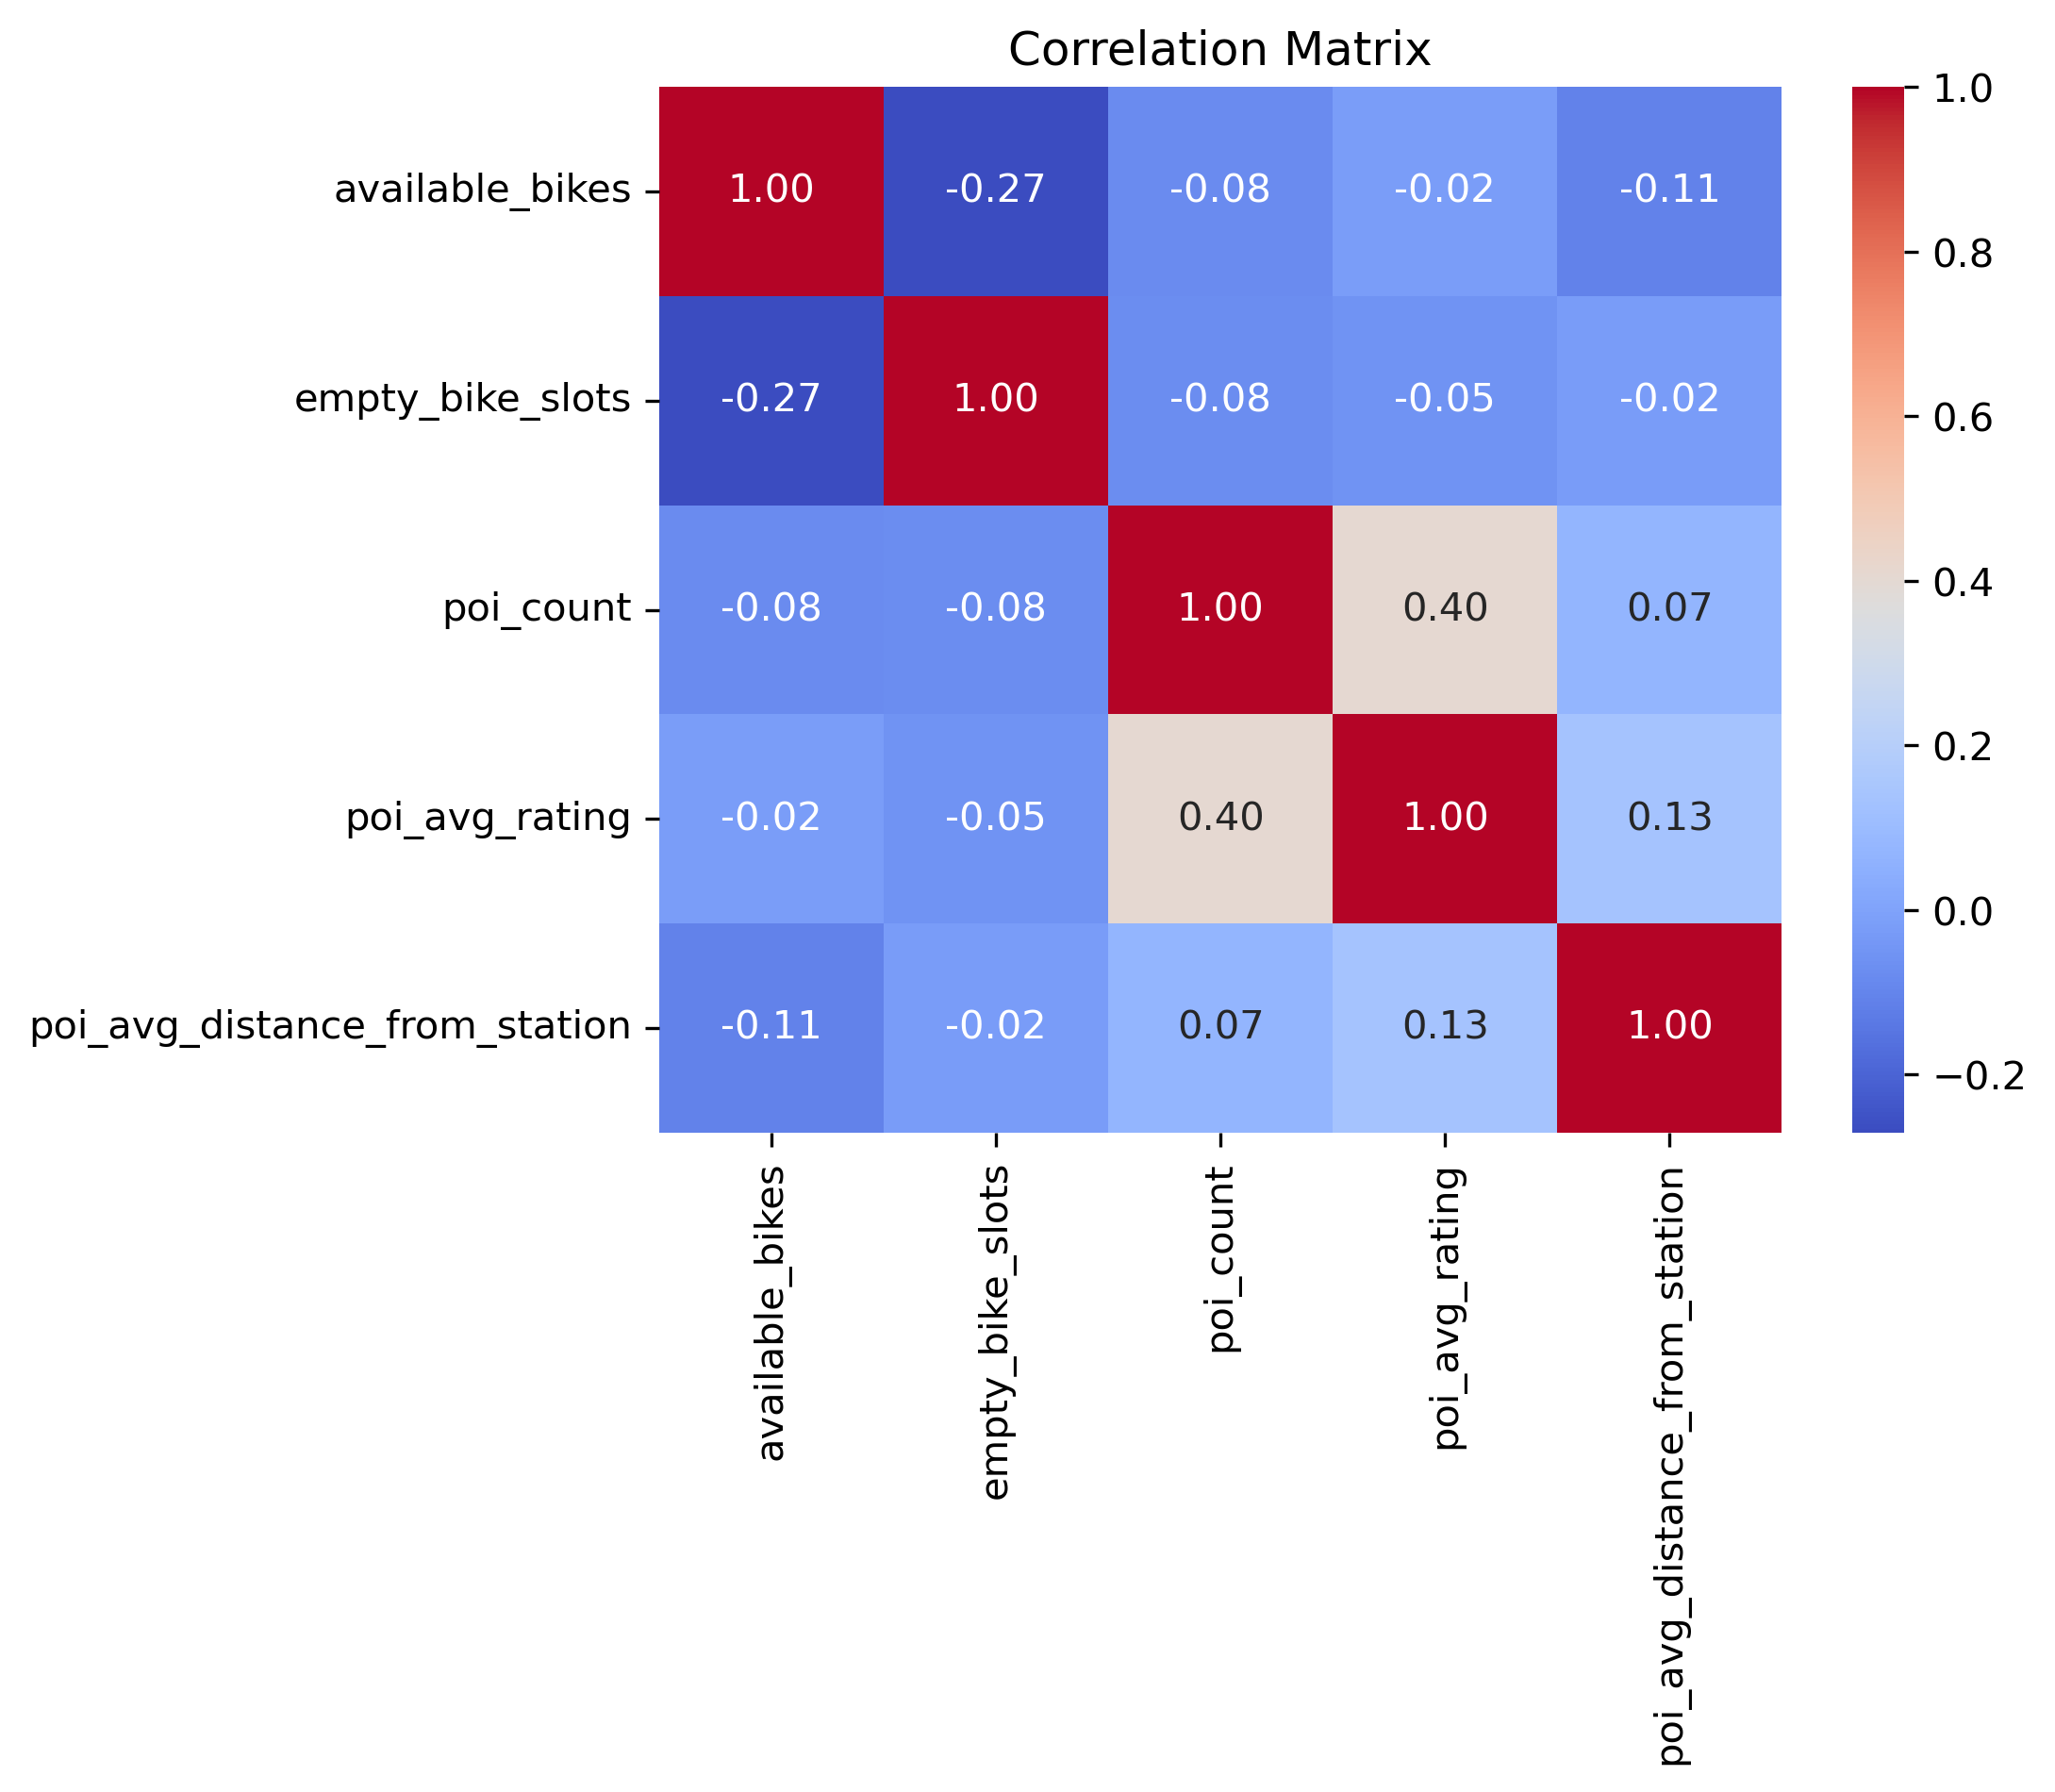 Correlation Matrix
available_bikes 1.00 -0.27 -0.08 -0.02 -0.11
empty_bike_slots -0.27 1.00 -0.08 -0.05 -0.02
poi_count -0.08 -0.08 1.00 0.40 0.07
poi_avg_rating -0.02 -0.05 0.40 1.00 0.13
poi_avg_distance_from_station -0.11 -0.02 0.07 0.13 1.00
available_bikes
empty_bike_slots
poi_count
poi_avg_rating
poi_avg_distance_from_station
1.0
0.8
0.6
0.4
0.2
0.0
−0.2